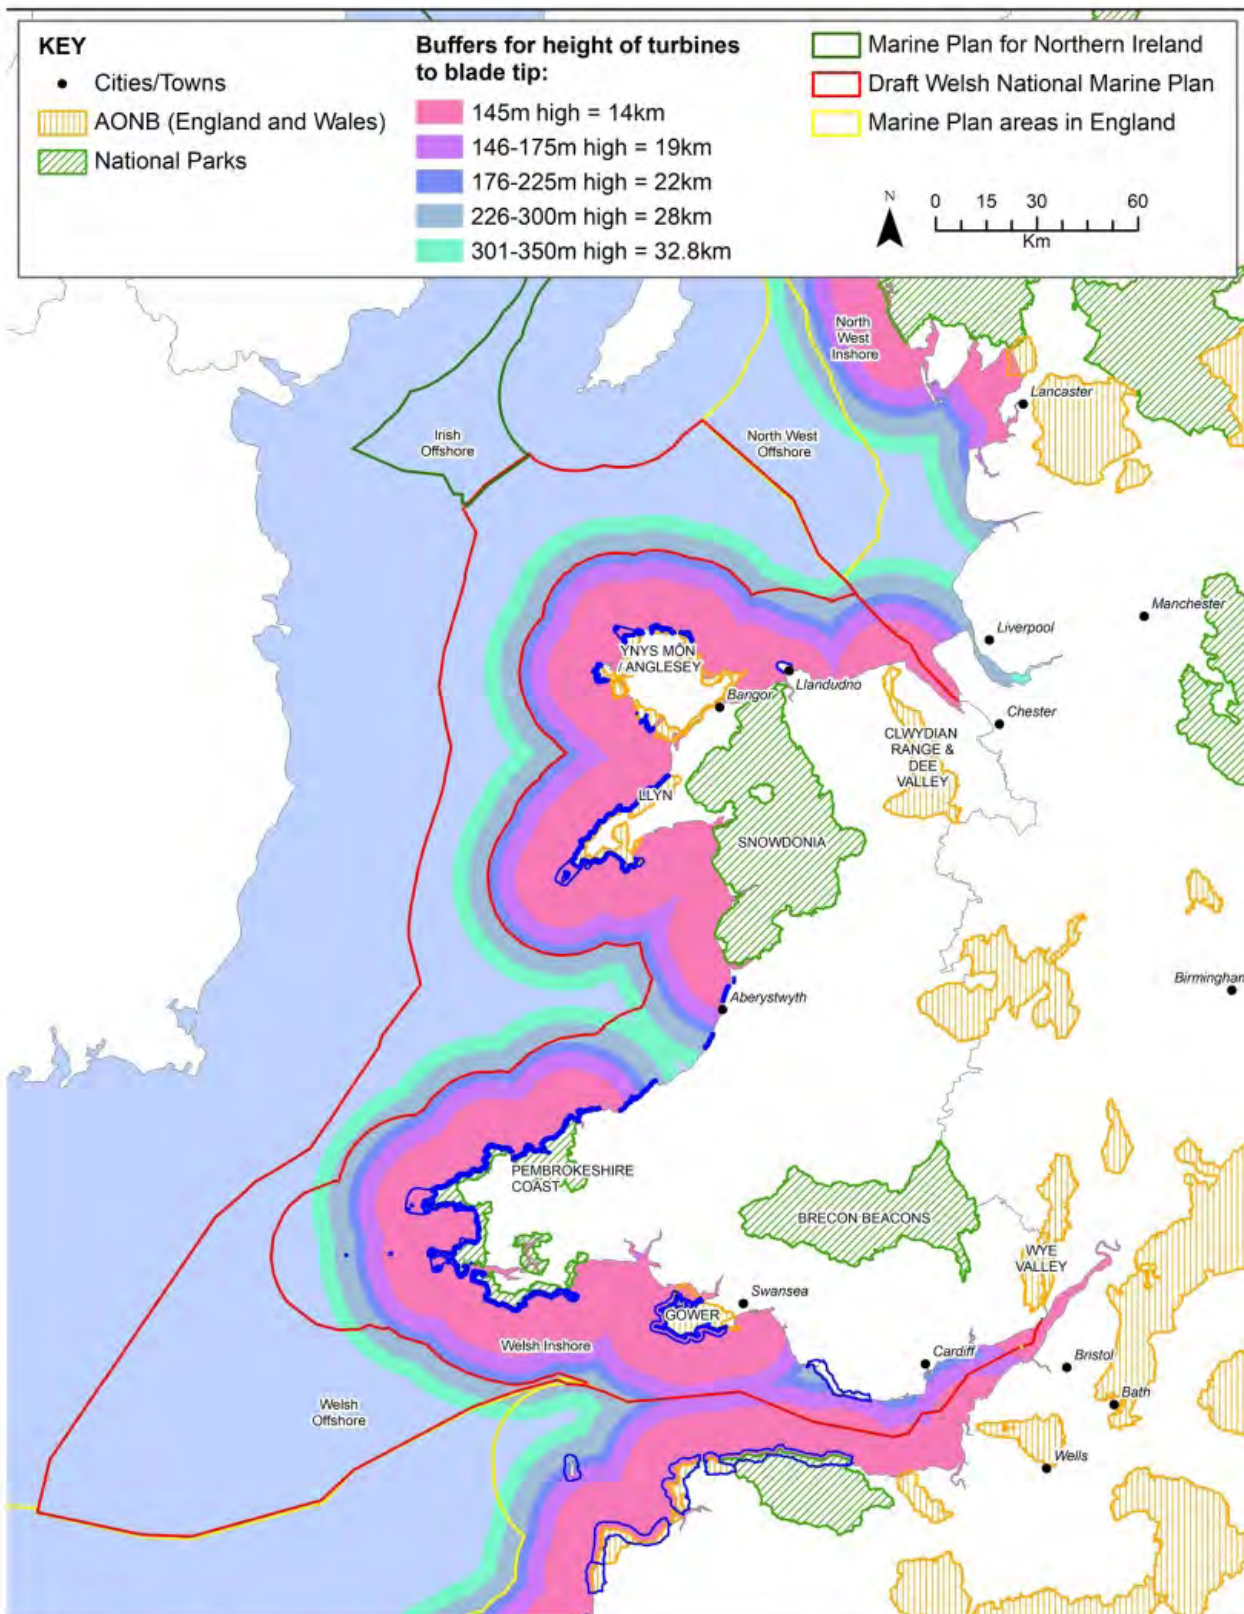 KEY
Cities/Towns
AONB (England and Wales)
National Parks
Buffers for height of turbines
to blade tip:
145m high = 14km
146-175m high = 19km
176-225m high = 22km
226-300m high = 28km
301-350m high = 32.8km
Marine Plan for Northern Ireland
Draft Welsh National Marine Plan
Marine Plan areas in England
N
0 15 30 60
Km
North
West
Inshore
Lancaster
Irish
Offshore
North West
Offshore
Manchester
Liverpool
YNYS MÔN
/ ANGLESEY
Llandudno
Bangor
Chester
CLWYDIAN
RANGE &
DEE
VALLEY
LLYN
SNOWDONIA
Birmingham
Aberystwyth
PEMBROKESHIRE
COAST
BRECON BEACONS
WYE
VALLEY
Swansea
GOWER
Welsh Inshore
Cardiff
Bristol
Welsh
Offshore
Bath
Wells